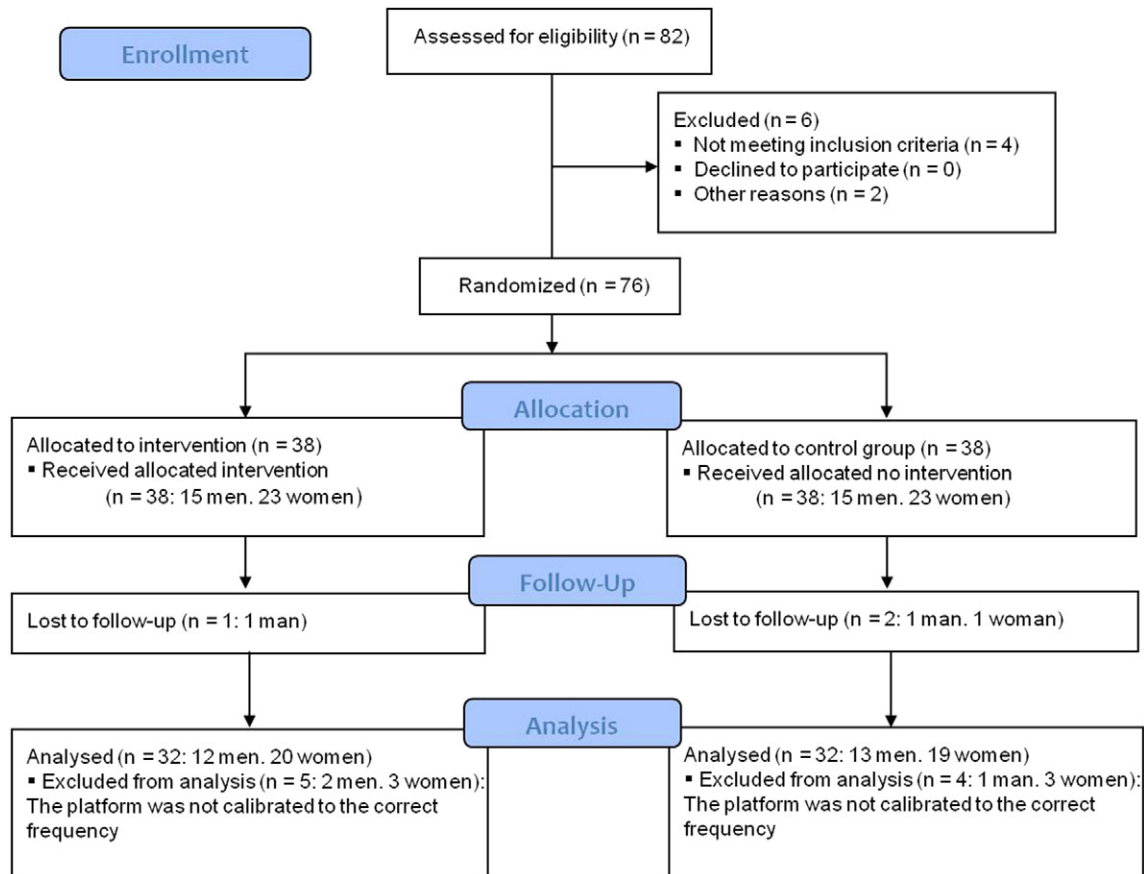 Enrollment
Assessed for eligibility (n = 82)
Excluded (n = 6)
▪ Not meeting inclusion criteria (n = 4)
▪ Declined to participate (n = 0)
▪ Other reasons (n = 2)
Randomized (n = 76)
Allocation
Allocated to intervention (n = 38)
▪ Received allocated intervention
(n = 38: 15 men. 23 women)
Allocated to control group (n = 38)
▪ Received allocated no intervention
(n = 38: 15 men. 23 women)
Follow-Up
Lost to follow-up (n = 1: 1 man)
Lost to follow-up (n = 2: 1 man. 1 woman)
Analysis
Analysed (n = 32: 12 men. 20 women)
▪ Excluded from analysis (n = 5: 2 men. 3 women):
The platform was not calibrated to the correct
frequency
Analysed (n = 32: 13 men. 19 women)
▪ Excluded from analysis (n = 4: 1 man. 3 women):
The platform was not calibrated to the correct
frequency